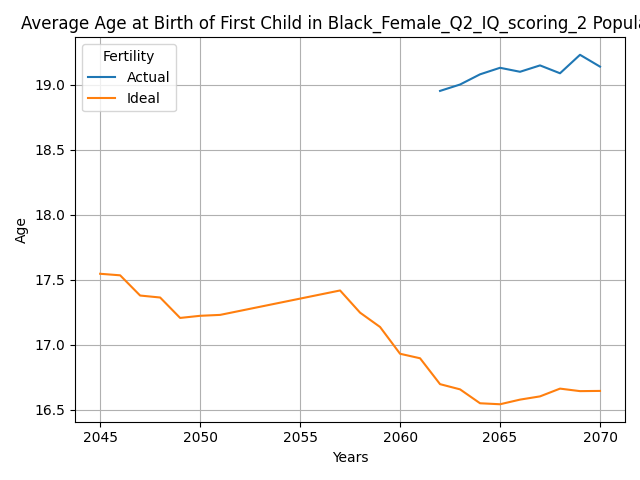 Average Age at Birth of First Child in Black_Female_Q2_IQ_scoring_2 Popula
Fertility
Actual
Ideal
19.0
18.5
18.0
17.5
17.0
16.5
Age
2045 2050 2055 2060 2065 2070
Years